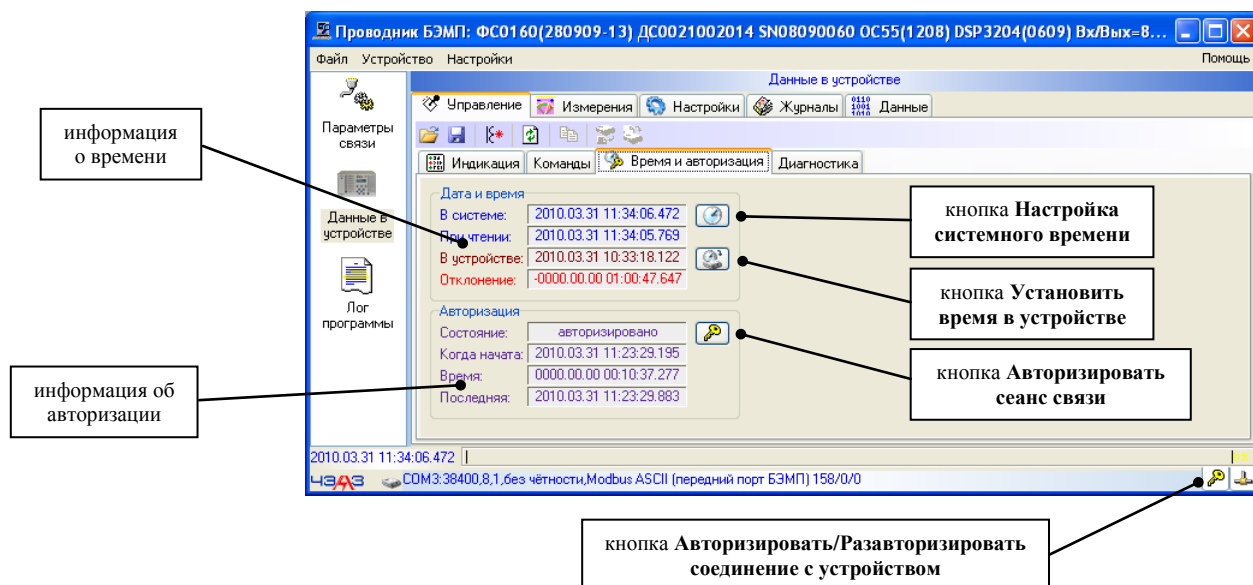 Проводник БЭМП: ФС0160(280909-13) ДС0021002014 SN08090060 ОС55(1208) DSP3204(0609) Вх/Вых=8...
Файл Устройство Настройки Помощь
Данные в устройстве
Управление Измерения Настройки Журналы Данные
Параметры
связи
Индикация Команды Время и авторизация Диагностика
информация
о времени
Данные в
устройстве
Лог
программы
Дата и время
В системе: 2010.03.31 11:34:06.472
При чтении: 2010.03.31 11:34:05.769
В устройстве: 2010.03.31 10:33:18.122
Отклонение: -0000.00.00 01:00:47.647
Авторизация
Состояние: авторизировано
Когда начата: 2010.03.31 11:23:29.195
Время: 0000.00.00 00:10:37.277
Последняя: 2010.03.31 11:23:29.883
кнопка Настройка
системного времени
кнопка Установить
время в устройстве
кнопка Авторизировать
сеанс связи
информация об
авторизации
2010.03.31 11:34:06.472
ЧЭАЗ COM3:38400,8,1,без чётности,Modbus ASCII (передний порт БЭМП) 158/0/0
кнопка Авторизировать/Разавторизировать
соединение с устройством